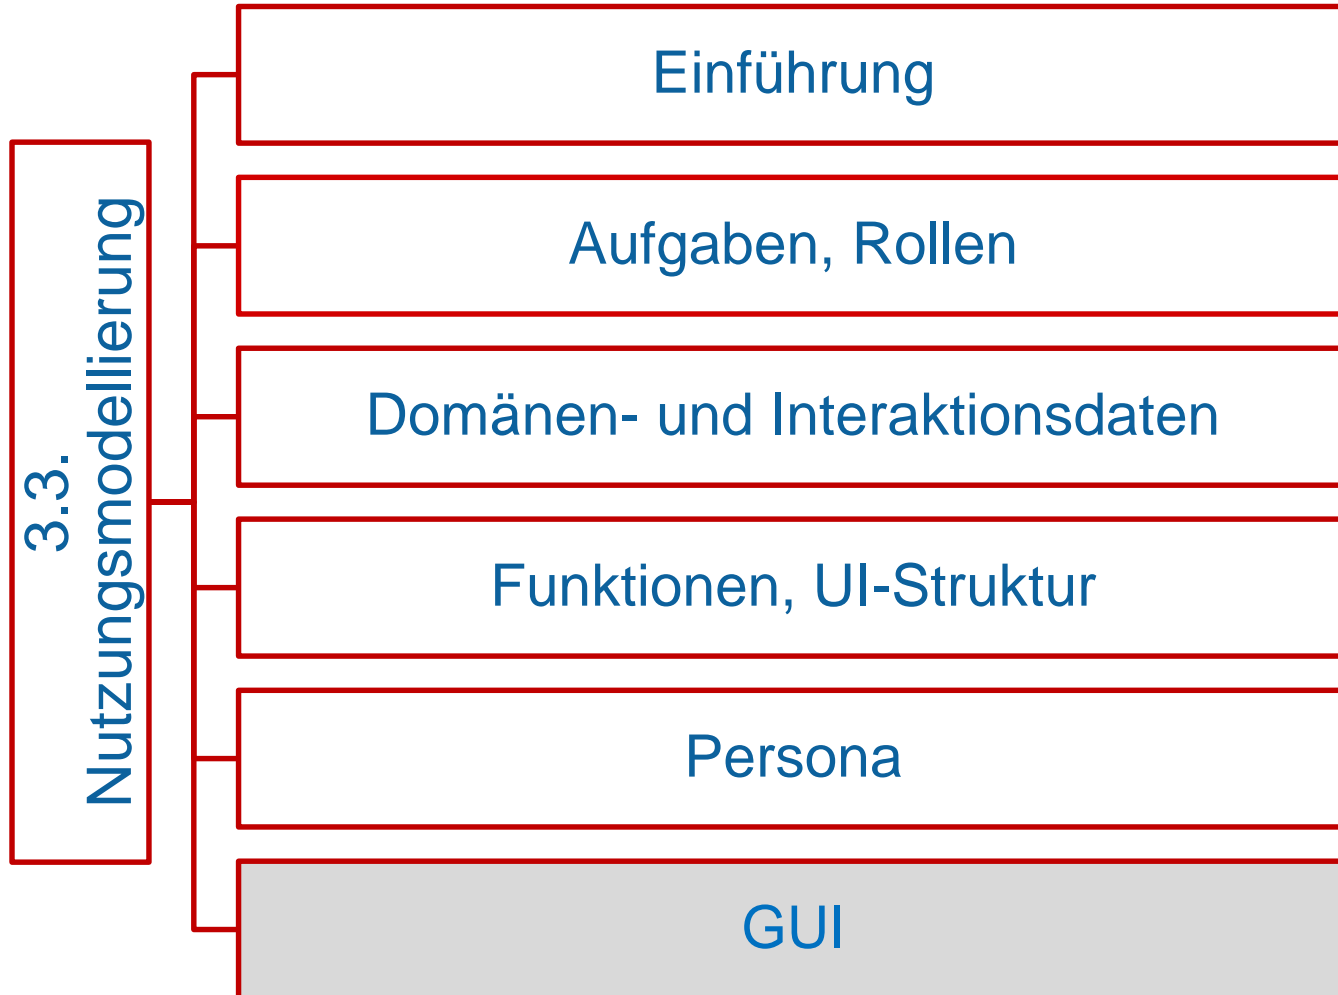 3.3.
Nutzungsmodellierung
Einführung
Aufgaben, Rollen
Domänen- und Interaktionsdaten
Funktionen, UI-Struktur
Persona
GUI